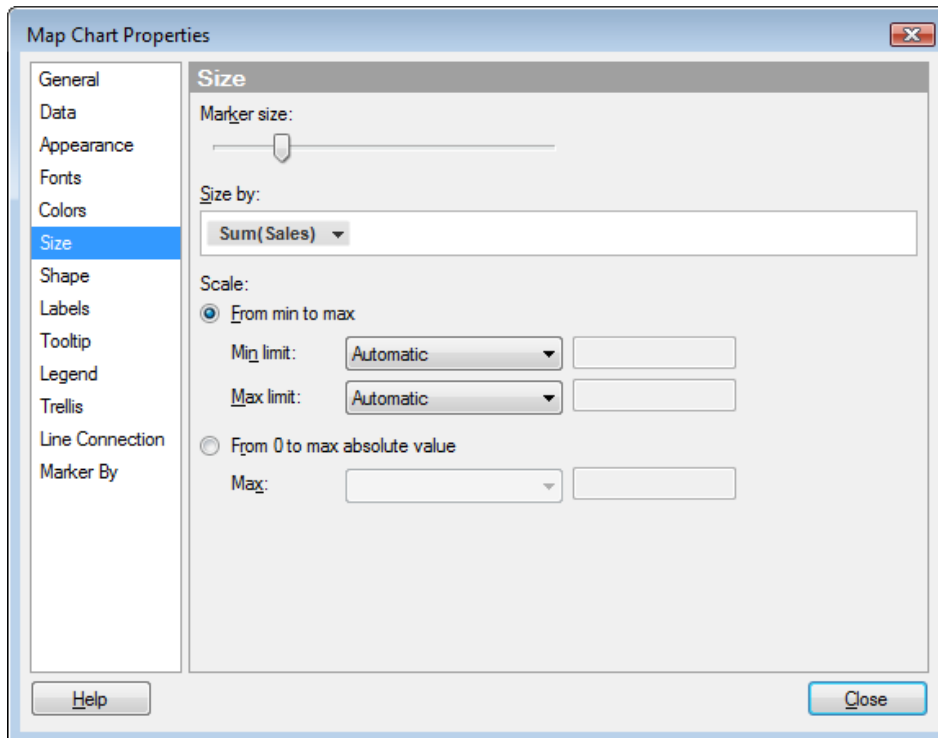 Map Chart Properties
General
Data
Appearance
Fonts
Colors
Size
Shape
Labels
Tooltip
Legend
Trellis
Line Connection
Marker By
Size
Marker size:
Size by:
Sum(Sales)
Scale:
From min to max
Min limit: Automatic
Max limit: Automatic
From 0 to max absolute value
Max:
Help
Close